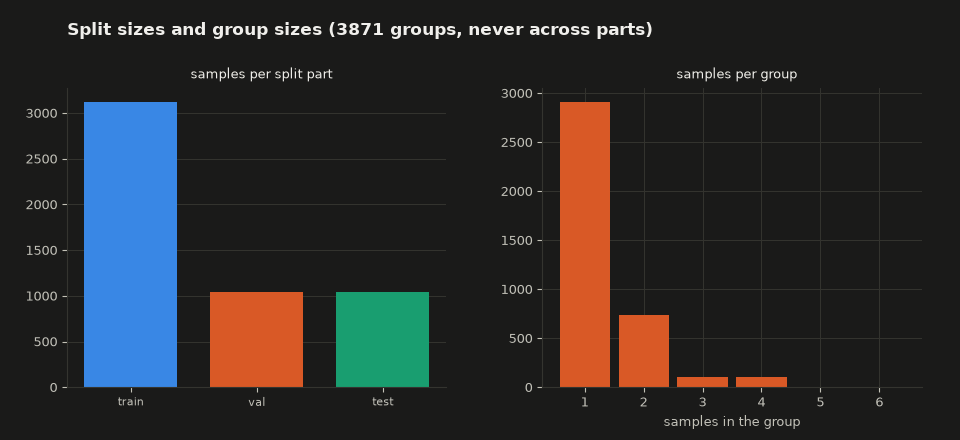 Split sizes and group sizes (3871 groups, never across parts)
samples per split part
3000
2500
2000
1500
1000
500
0
train val test
samples per group
3000
2500
2000
1500
1000
500
0
1 2 3 4 5 6
samples in the group